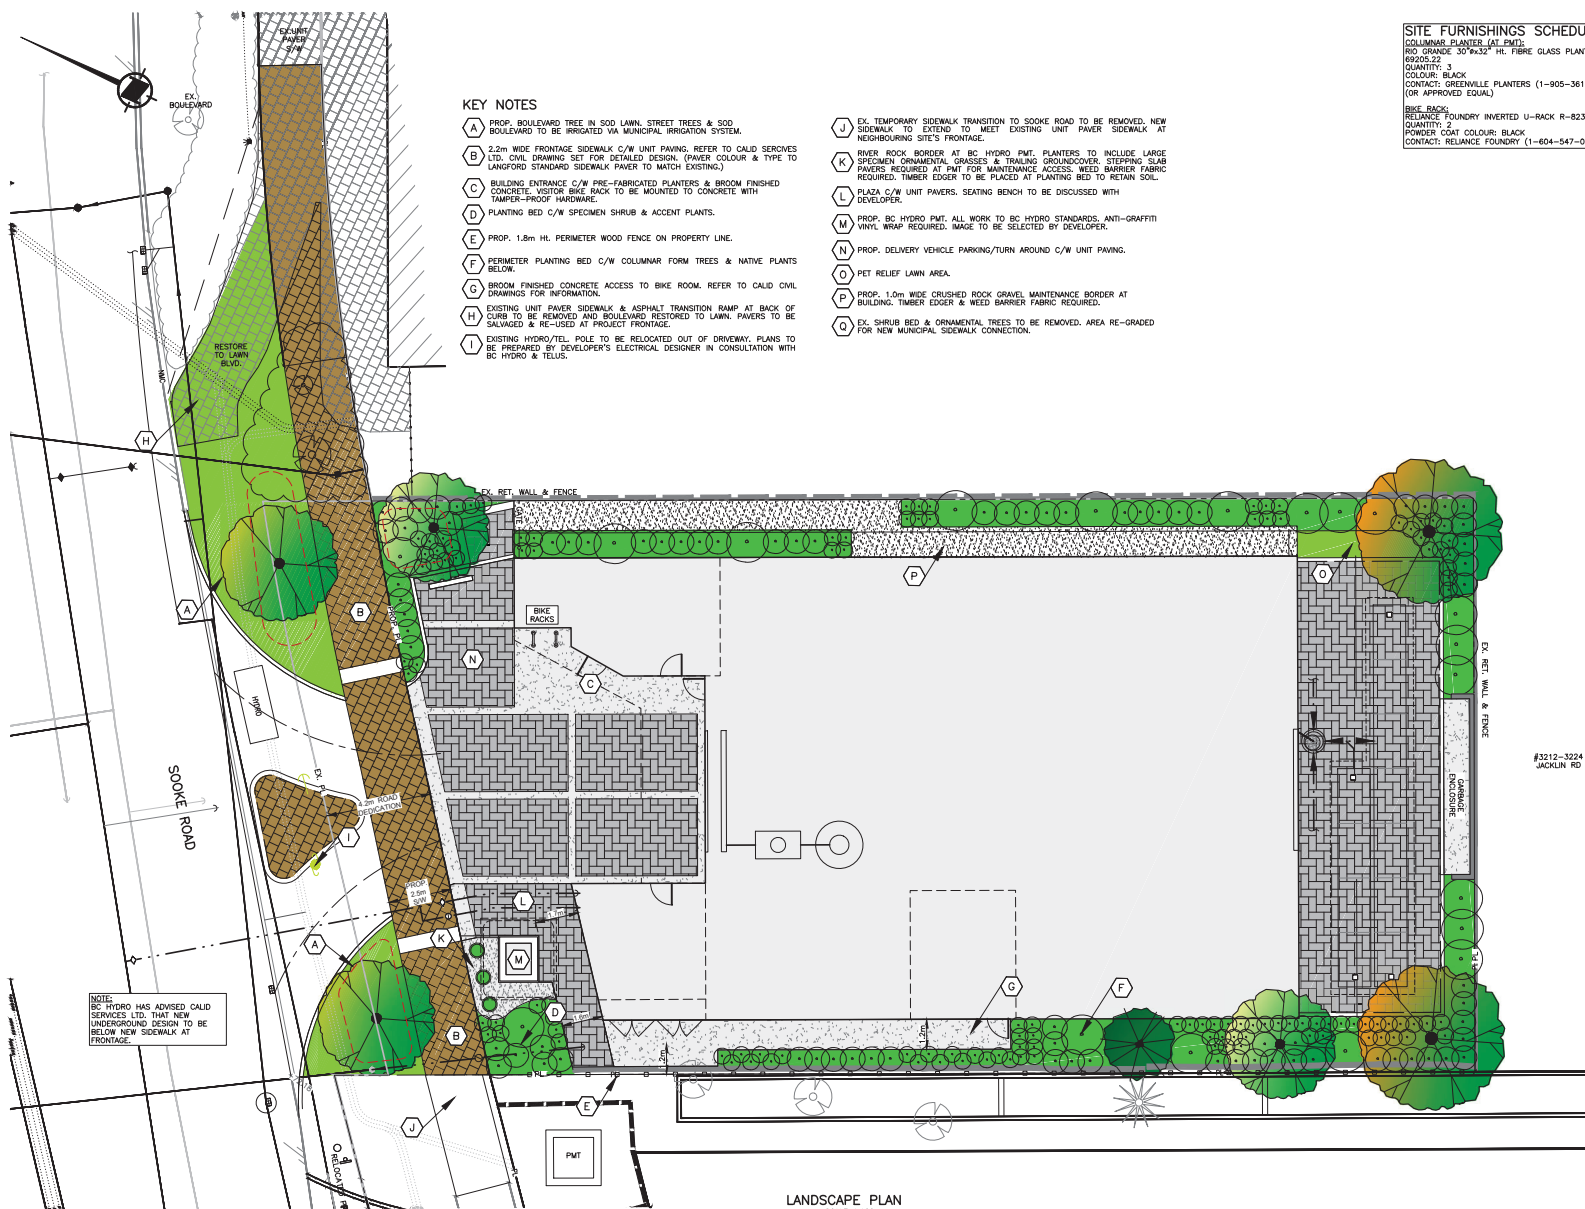 SITE FURNISHINGS SCHEDU
COLUMNAR PLANTER (AT PMT):
RIO GRANDE 30"øx32" Ht. FIBRE GLASS PLANT
69205.22
QUANTITY: 3
COLOUR: BLACK
CONTACT: GREENVILLE PLANTERS (1-905-361
(OR APPROVED EQUAL)
BIKE RACK:
RELIANCE FOUNDRY INVERTED U-RACK R-823
QUANTITY: 2
POWDER COAT COLOUR: BLACK
CONTACT: RELIANCE FOUNDRY (1-604-547-0
KEY NOTES
A PROP. BOULEVARD TREE IN SOD LAWN. STREET TREES & SOD
BOULEVARD TO BE IRRIGATED VIA MUNICIPAL IRRIGATION SYSTEM.
B 2.2m WIDE FRONTAGE SIDEWALK C/W UNIT PAVING. REFER TO CALID SERCIVES
LTD. CIVIL DRAWING SET FOR DETAILED DESIGN. (PAVER COLOUR & TYPE TO
LANGFORD STANDARD SIDEWALK PAVER TO MATCH EXISTING.)
C BUILDING ENTRANCE C/W PRE-FABRICATED PLANTERS & BROOM FINISHED
CONCRETE. VISITOR BIKE RACK TO BE MOUNTED TO CONCRETE WITH
TAMPER-PROOF HARDWARE.
D PLANTING BED C/W SPECIMEN SHRUB & ACCENT PLANTS.
E PROP. 1.8m Ht. PERIMETER WOOD FENCE ON PROPERTY LINE.
F PERIMETER PLANTING BED C/W COLUMNAR FORM TREES & NATIVE PLANTS
BELOW.
G BROOM FINISHED CONCRETE ACCESS TO BIKE ROOM. REFER TO CALID CIVIL
DRAWINGS FOR INFORMATION.
H EXISTING UNIT PAVER SIDEWALK & ASPHALT TRANSITION RAMP AT BACK OF
CURB TO BE REMOVED AND BOULEVARD RESTORED TO LAWN. PAVERS TO BE
SALVAGED & RE-USED AT PROJECT FRONTAGE.
I EXISTING HYDRO/TEL. POLE TO BE RELOCATED OUT OF DRIVEWAY. PLANS TO
BE PREPARED BY DEVELOPER'S ELECTRICAL DESIGNER IN CONSULTATION WITH
BC HYDRO & TELUS.
J EX. TEMPORARY SIDEWALK TRANSITION TO SOOKE ROAD TO BE REMOVED. NEW
SIDEWALK TO EXTEND TO MEET EXISTING UNIT PAVER SIDEWALK AT
NEIGHBOURING SITE'S FRONTAGE.
K RIVER ROCK BORDER AT BC HYDRO PMT. PLANTERS TO INCLUDE LARGE
SPECIMEN ORNAMENTAL GRASSES & TRAILING GROUNDCOVER. STEPPING SLAB
PAVERS REQUIRED AT PMT FOR MAINTENANCE ACCESS. WEED BARRIER FABRIC
REQUIRED. TIMBER EDGER TO BE PLACED AT PLANTING BED TO RETAIN SOIL.
L PLAZA C/W UNIT PAVERS. SEATING BENCH TO BE DISCUSSED WITH
DEVELOPER.
M PROP. BC HYDRO PMT. ALL WORK TO BC HYDRO STANDARDS. ANTI-GRAFFITI
VINYL WRAP REQUIRED. IMAGE TO BE SELECTED BY DEVELOPER.
N PROP. DELIVERY VEHICLE PARKING/TURN AROUND C/W UNIT PAVING.
O PET RELIEF LAWN AREA.
P PROP. 1.0m WIDE CRUSHED ROCK GRAVEL MAINTENANCE BORDER AT
BUILDING. TIMBER EDGER & WEED BARRIER FABRIC REQUIRED.
Q EX. SHRUB BED & ORNAMENTAL TREES TO BE REMOVED. AREA RE-GRADED
FOR NEW MUNICIPAL SIDEWALK CONNECTION.
EX.UNIT
PAVER
S/W
EX.
BOULEVARD
RESTORE
TO LAWN
BLVD.
H
EX. RET. WALL & FENCE
A
B
PROP. PL
N
BIKE
RACKS
C
P
O
EX. RET. WALL & FENCE
HYDRO
SOOKE ROAD
EX. PL
4.2m ROAD
DEDICATION
I
PROP.
2.5m
S/W
GARBAGE
ENCLOSURE
#3212-3224
JACKLIN RD
L
1.7m
A
K
M
D
1.6m
B
G
F
1.2m
PL
PL
E
J
NOTE:
BC HYDRO HAS ADVISED CALID
SERVICES LTD. THAT NEW
UNDERGROUND DESIGN TO BE
BELOW NEW SIDEWALK AT
FRONTAGE.
RELOCATED
PL
PMT
LANDSCAPE PLAN